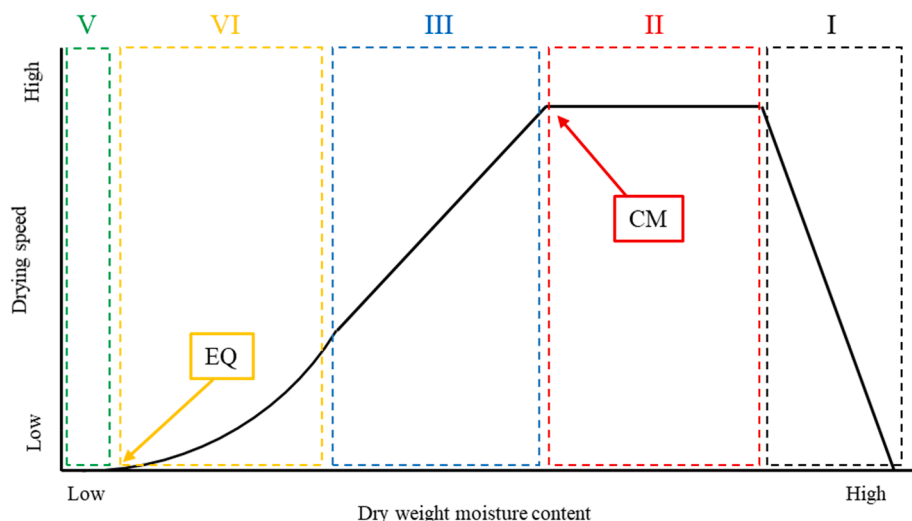 V VI III II I
High
CM
Drying speed
EQ
Low
Low High
Dry weight moisture content